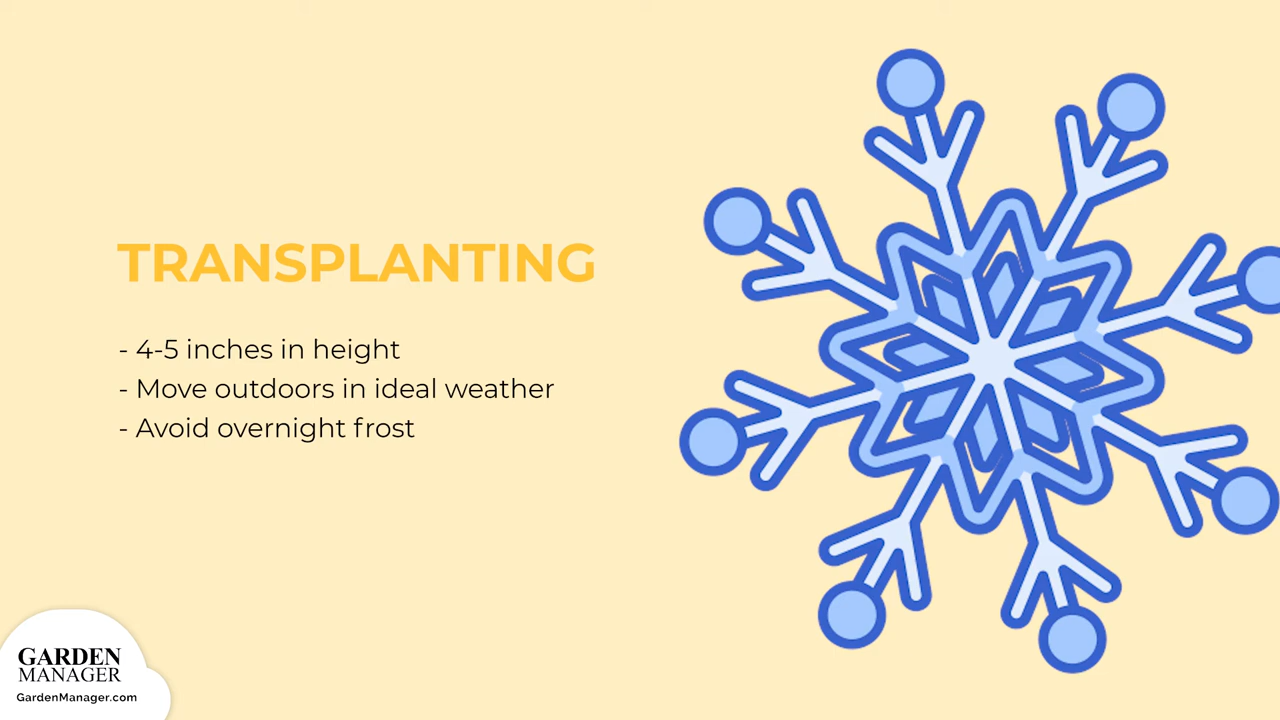 TRANSPLANTING
- 4-5 inches in height
- Move outdoors in ideal weather
- Avoid overnight frost
GARDEN
MANAGER
GardenManager.com